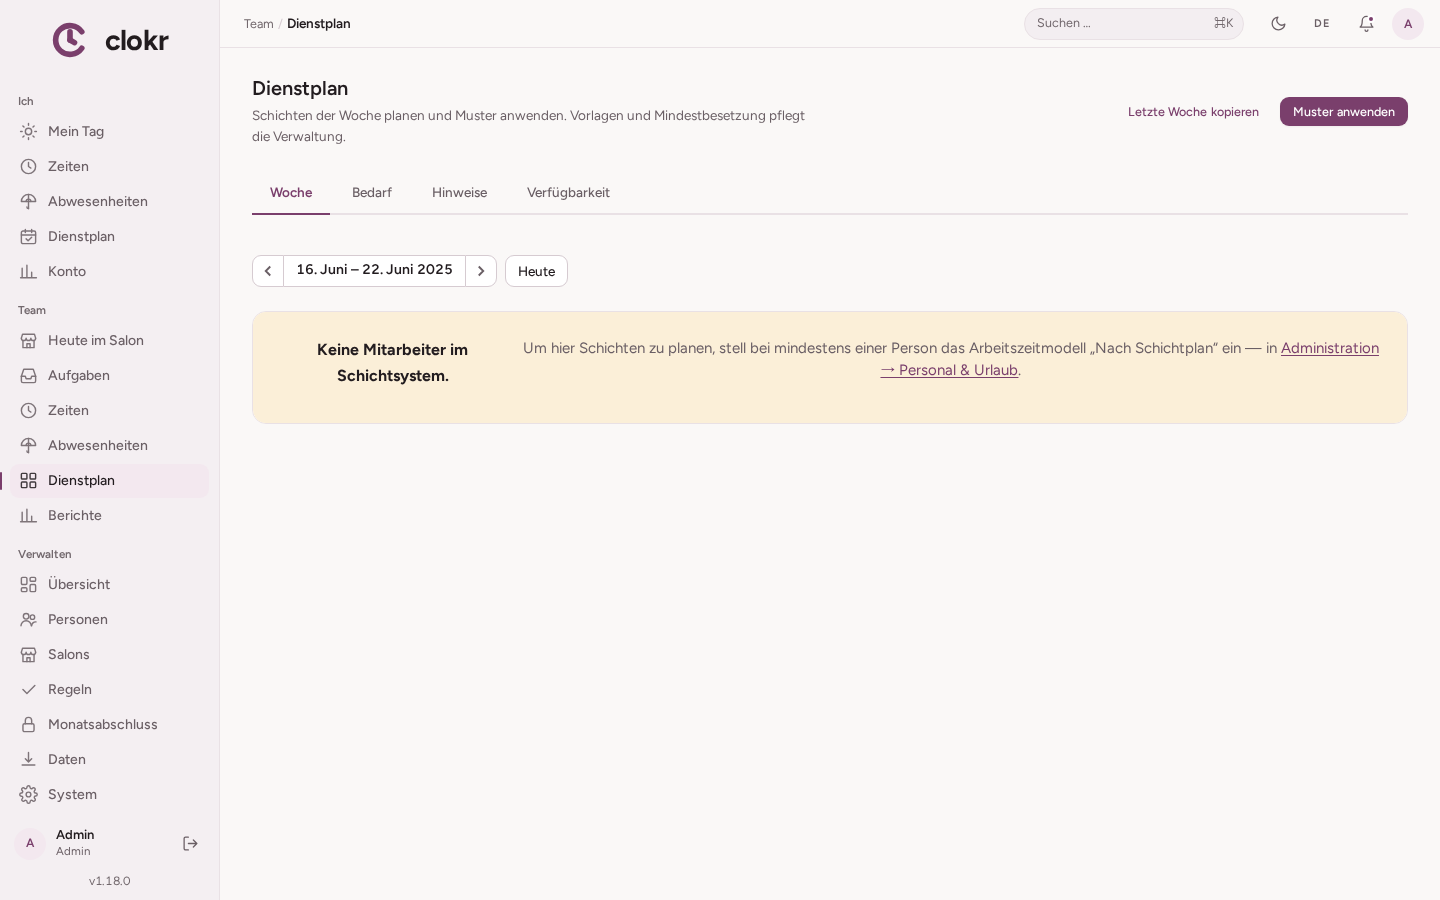 clokr
Team / Dienstplan
Suchen ...
⌘K
DE
A
Ich
Mein Tag
Zeiten
Abwesenheiten
Dienstplan
Konto
Team
Heute im Salon
Aufgaben
Zeiten
Abwesenheiten
Dienstplan
Berichte
Verwalten
Übersicht
Personen
Salons
Regeln
Monatsabschluss
Daten
System
A
Admin
Admin
v1.18.0
Dienstplan
Schichten der Woche planen und Muster anwenden. Vorlagen und Mindestbesetzung pflegt
die Verwaltung.
Letzte Woche kopieren
Muster anwenden
Woche
Bedarf
Hinweise
Verfügbarkeit
16. Juni – 22. Juni 2025
Heute
Keine Mitarbeiter im
Schichtsystem.
Um hier Schichten zu planen, stell bei mindestens einer Person das Arbeitszeitmodell „Nach Schichtplan“ ein — in Administration
→ Personal & Urlaub.